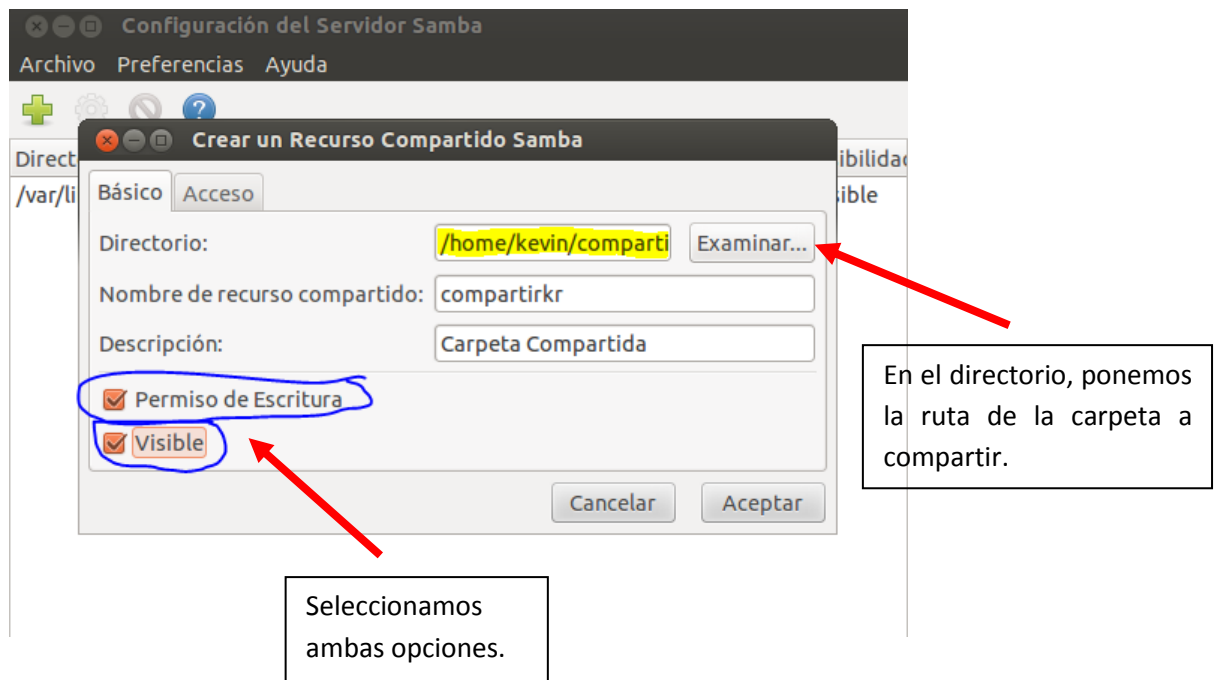 Configuración del Servidor Samba
Archivo Preferencias Ayuda
Crear un Recurso Compartido Samba
Direct
ibilidad
/var/li
sible
Básico Acceso
Directorio: /home/kevin/comparti Examinar...
Nombre de recurso compartido: compartirkr
Descripción: Carpeta Compartida
Permiso de Escritura
Visible
Cancelar Aceptar
En el directorio, ponemos
la ruta de la carpeta a
compartir.
Seleccionamos
ambas opciones.